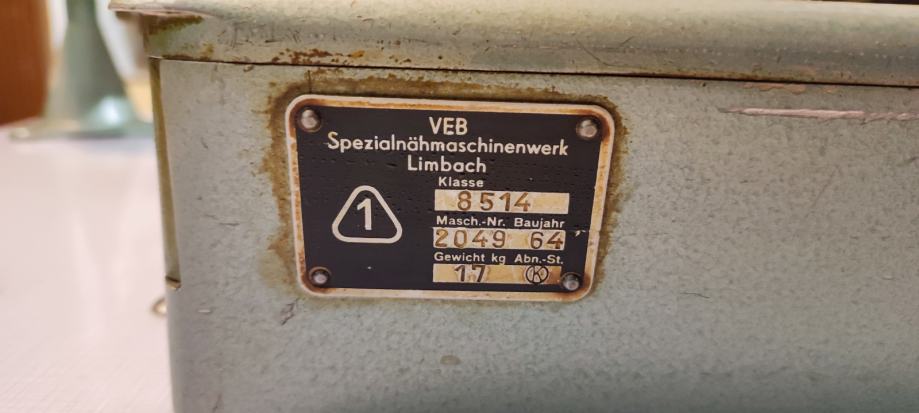 VEB
Spezialnähmaschinenwerk
Limbach
Klasse
8514
1
Masch.-Nr. Baujahr
2049 64
Gewicht kg Abn.-St.
17 K